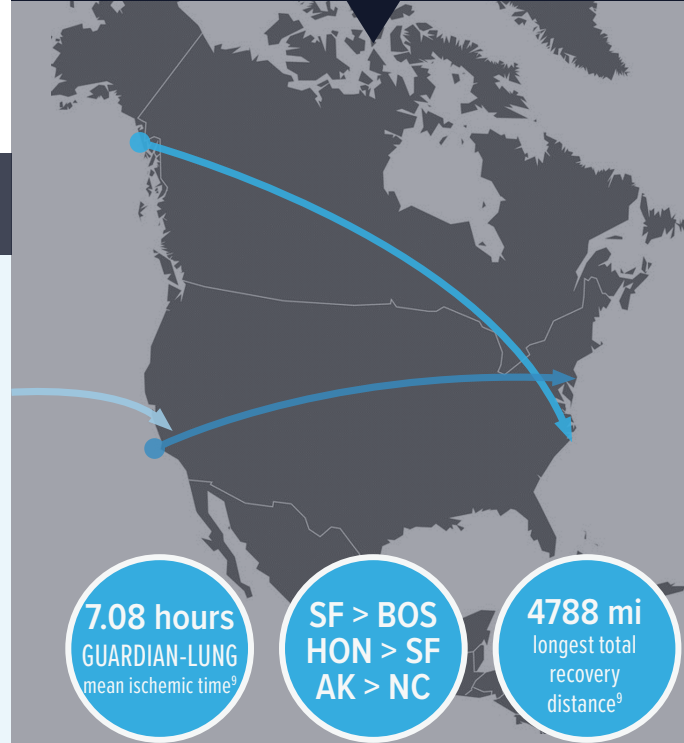 7.08 hours
GUARDIAN-LUNG
mean ischemic time⁹
SF > BOS
HON > SF
AK > NC
4788 mi
longest total
recovery
distance⁹